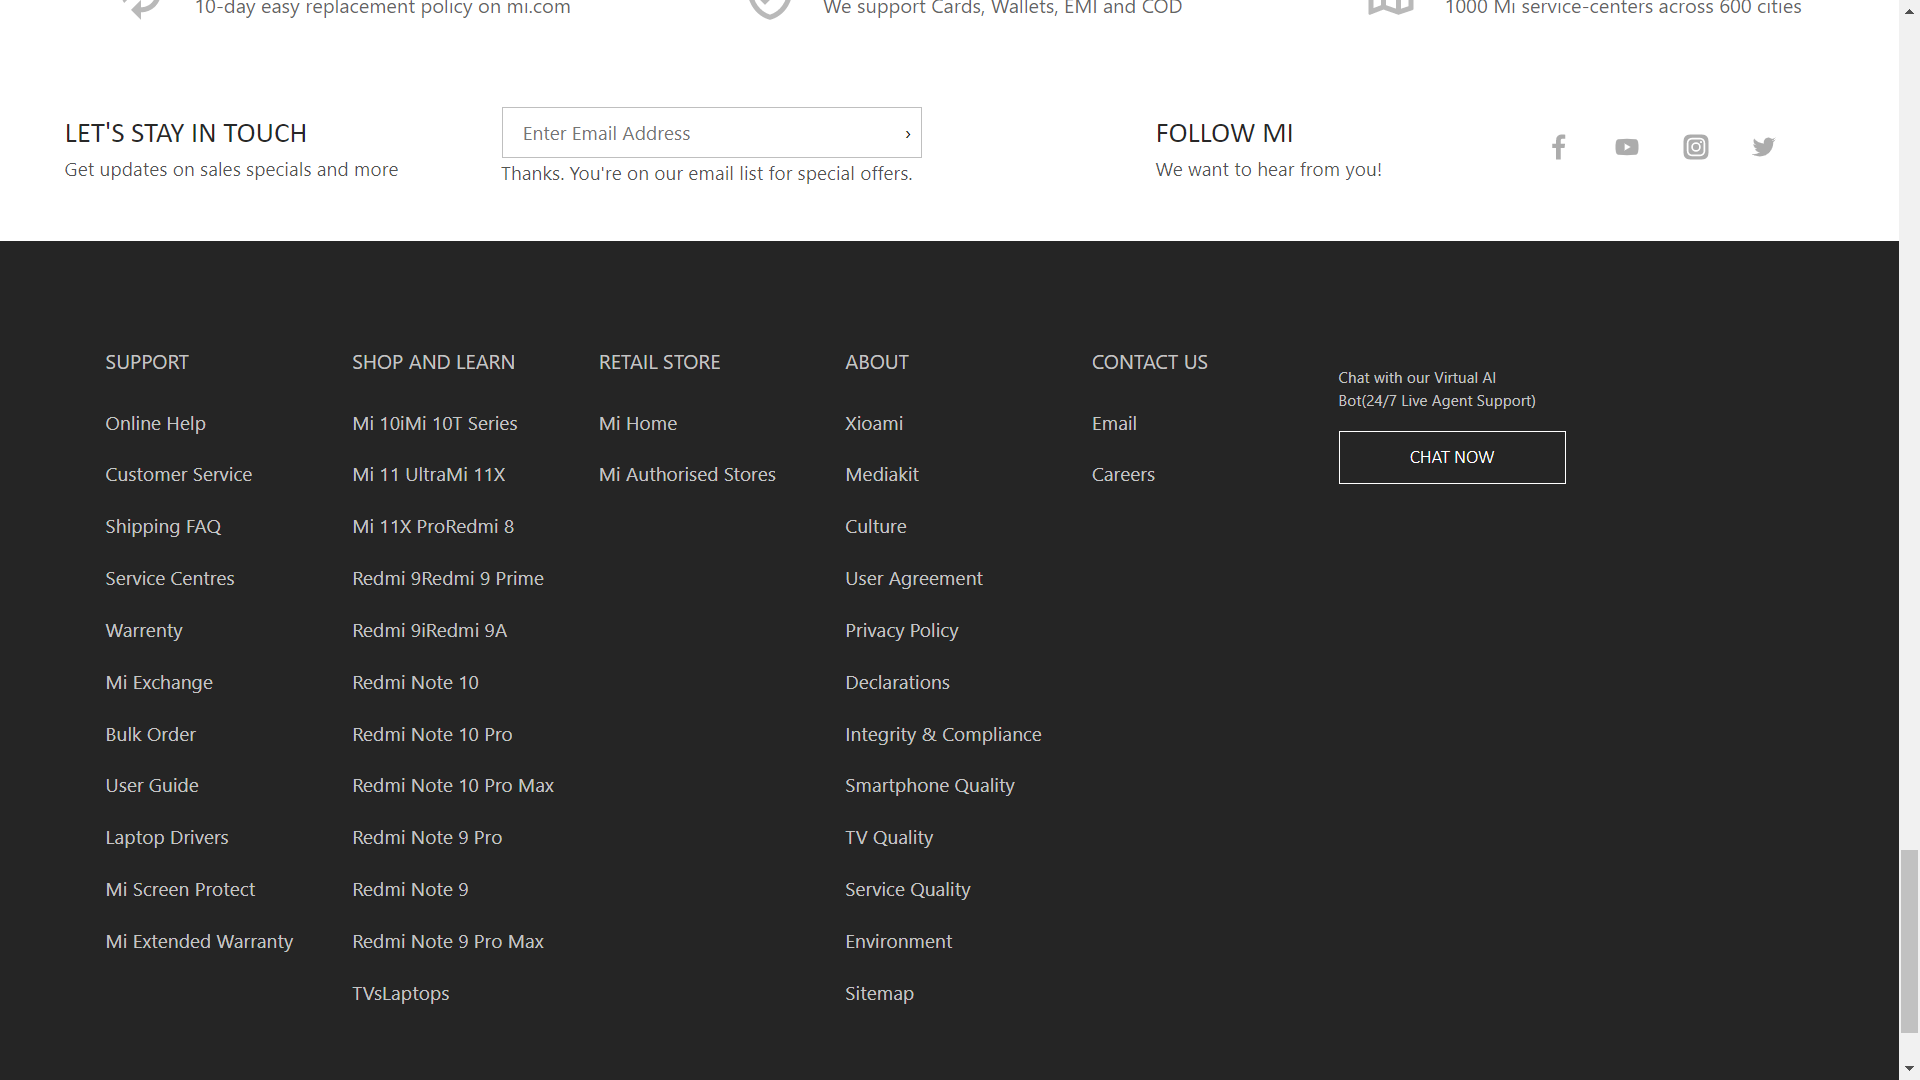 10-day easy replacement policy on mi.com
We support Cards, Wallets, EMI and COD
1000 Mi service-centers across 600 cities
LET'S STAY IN TOUCH
Get updates on sales specials and more
Enter Email Address ›
Thanks. You're on our email list for special offers.
FOLLOW MI
We want to hear from you!
SUPPORT
Online Help
Customer Service
Shipping FAQ
Service Centres
Warrenty
Mi Exchange
Bulk Order
User Guide
Laptop Drivers
Mi Screen Protect
Mi Extended Warranty
SHOP AND LEARN
Mi 10iMi 10T Series
Mi 11 UltraMi 11X
Mi 11X ProRedmi 8
Redmi 9Redmi 9 Prime
Redmi 9iRedmi 9A
Redmi Note 10
Redmi Note 10 Pro
Redmi Note 10 Pro Max
Redmi Note 9 Pro
Redmi Note 9
Redmi Note 9 Pro Max
TVsLaptops
RETAIL STORE
Mi Home
Mi Authorised Stores
ABOUT
Xioami
Mediakit
Culture
User Agreement
Privacy Policy
Declarations
Integrity & Compliance
Smartphone Quality
TV Quality
Service Quality
Environment
Sitemap
CONTACT US
Email
Careers
Chat with our Virtual AI
Bot(24/7 Live Agent Support)
CHAT NOW